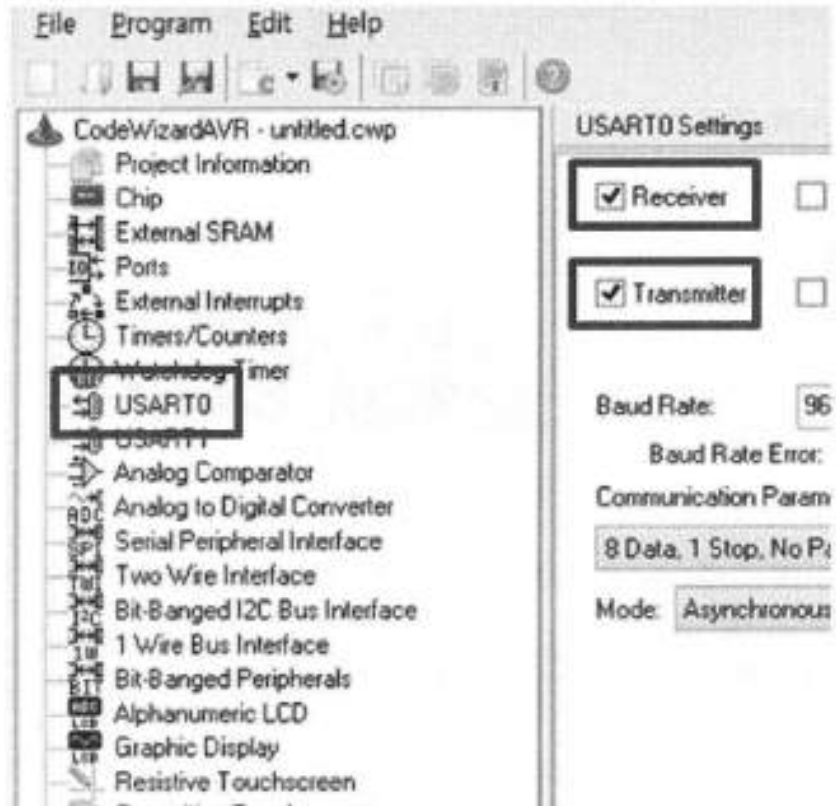 File Program Edit Help
CodeWizardAVR - untitled.cwp
Project Information
Chip
External SRAM
Ports
External Interrupts
Timers/Counters
Watchdog Timer
USART0
USART1
Analog Comparator
Analog to Digital Converter
Serial Peripheral Interface
Two Wire Interface
Bit-Banged I2C Bus Interface
1 Wire Bus Interface
Bit-Banged Peripherals
Alphanumeric LCD
Graphic Display
Resistive Touchscreen
USART0 Settings
Receiver
Transmitter
Baud Rate: 96
Baud Rate Error:
Communication Param
8 Data, 1 Stop, No Pa
Mode: Asynchronous